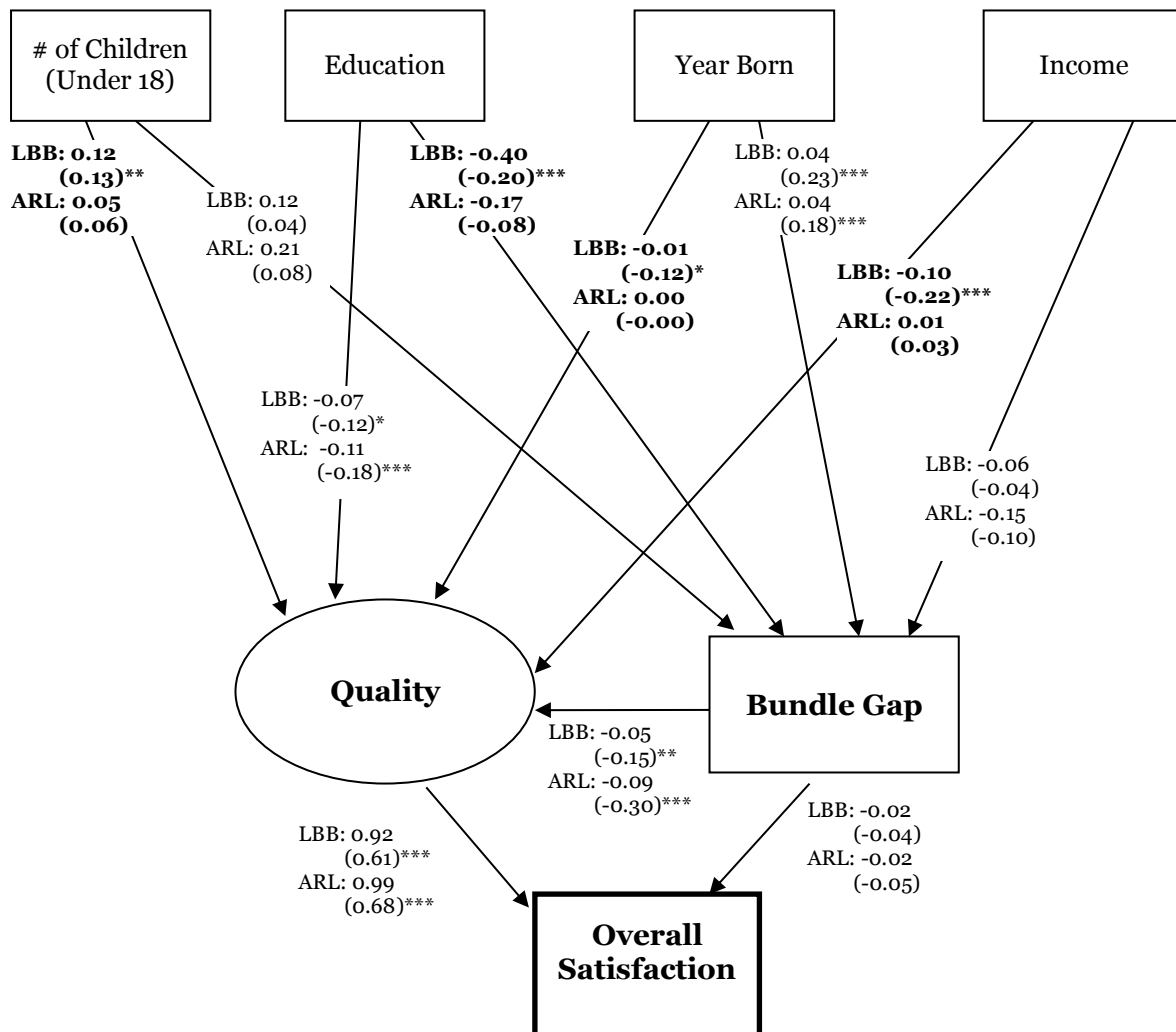 # of Children
(Under 18)
Education
Year Born
Income
LBB: 0.12
(0.13)**
ARL: 0.05
(0.06)
LBB: 0.12
(0.04)
ARL: 0.21
(0.08)
LBB: -0.40
(-0.20)***
ARL: -0.17
(-0.08)
LBB: 0.04
(0.23)***
ARL: 0.04
(0.18)***
LBB: -0.01
(-0.12)*
ARL: 0.00
(-0.00)
LBB: -0.10
(-0.22)***
ARL: 0.01
(0.03)
LBB: -0.07
(-0.12)*
ARL: -0.11
(-0.18)***
LBB: -0.06
(-0.04)
ARL: -0.15
(-0.10)
Quality
Bundle Gap
LBB: -0.05
(-0.15)**
ARL: -0.09
(-0.30)***
LBB: 0.92
(0.61)***
ARL: 0.99
(0.68)***
LBB: -0.02
(-0.04)
ARL: -0.02
(-0.05)
Overall
Satisfaction